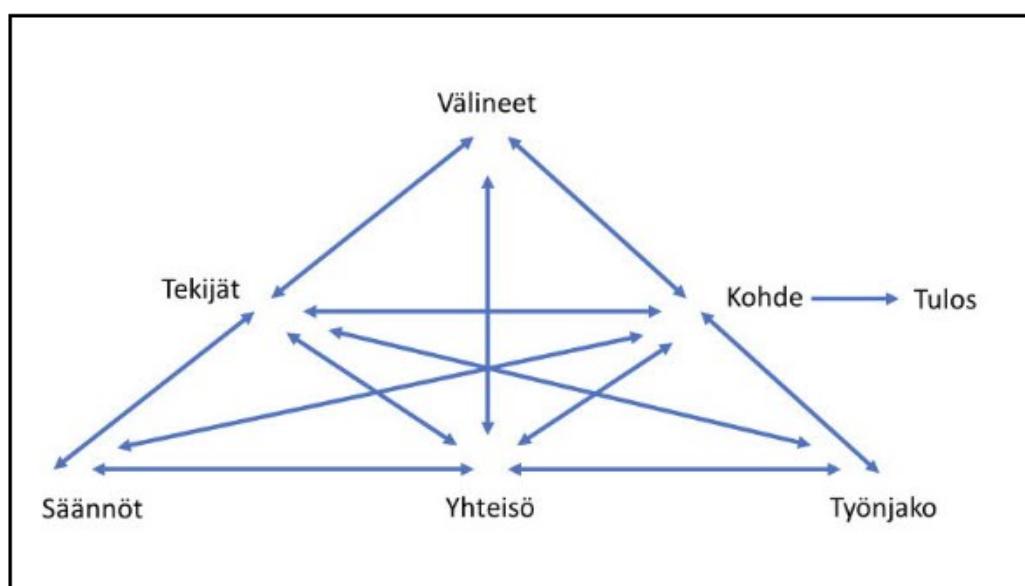 Välineet
Tekijät
Kohde
Tulos
Säännöt
Yhteisö
Työnjako